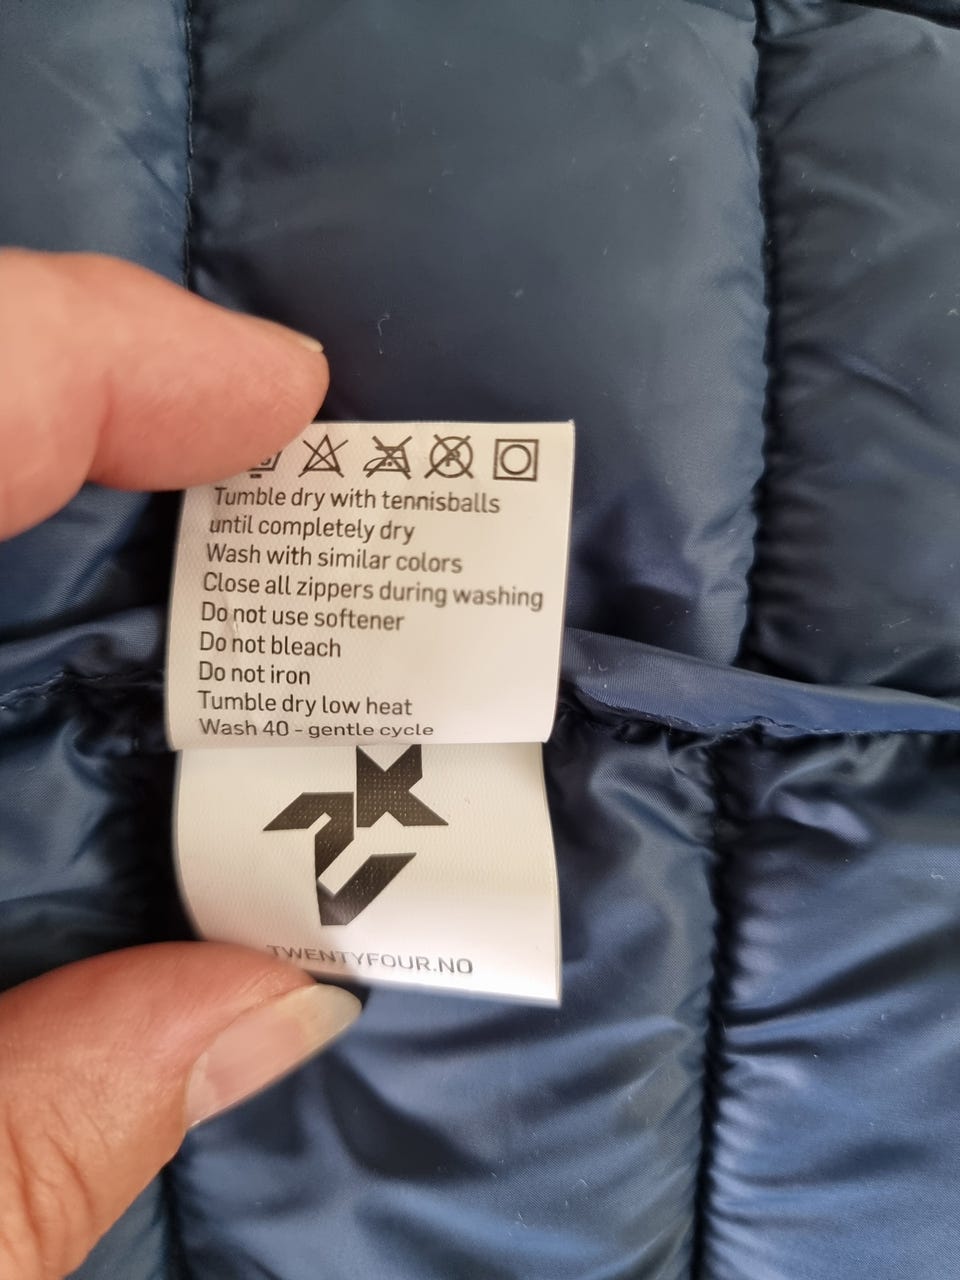 P
Tumble dry with tennisballs
until completely dry
Wash with similar colors
Close all zippers during washing
Do not use softener
Do not bleach
Do not iron
Tumble dry low heat
Wash 40 - gentle cycle
TWENTYFOUR.NO